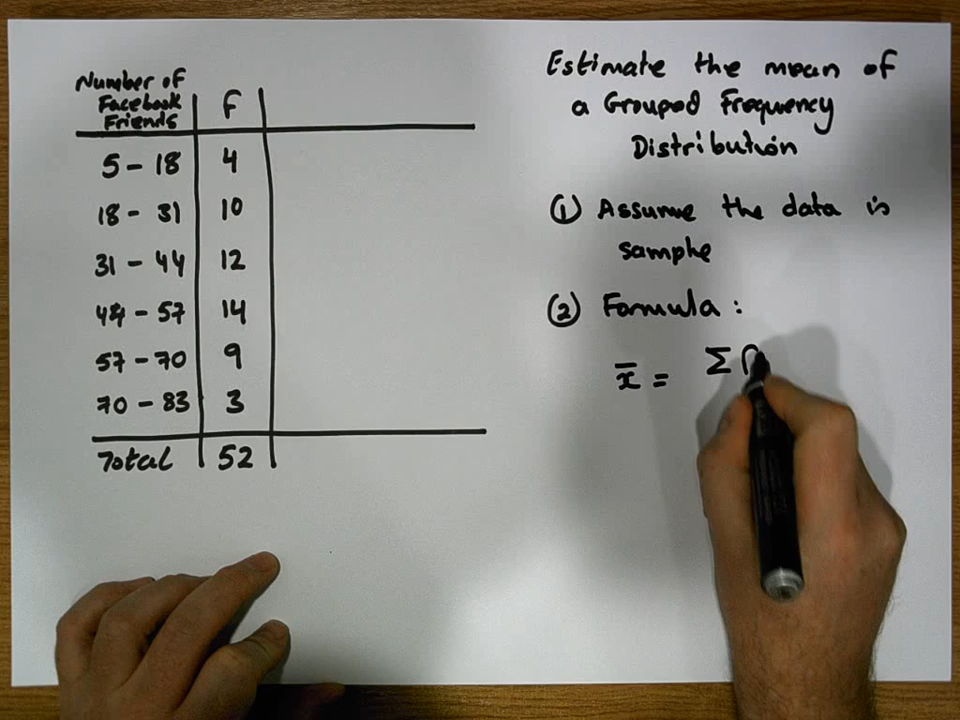 Number of
Facebook
Friends
F
5 - 18 4
18 - 31 10
31 - 44 12
44 - 57 14
57 - 70 9
70 - 83 3
Total 52
Estimate the mean of
a Grouped Frequency
Distribution
(1) Assume the data is
sample
(2) Formula:
x̄ = Σ